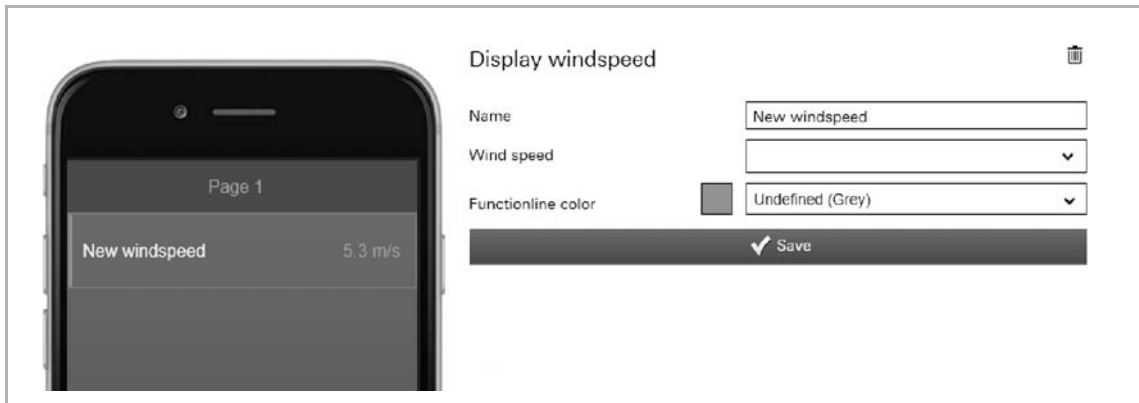 Page 1
New windspeed 5.3 m/s
Display windspeed
Name New windspeed
Wind speed
Functionline color Undefined (Grey)
Save